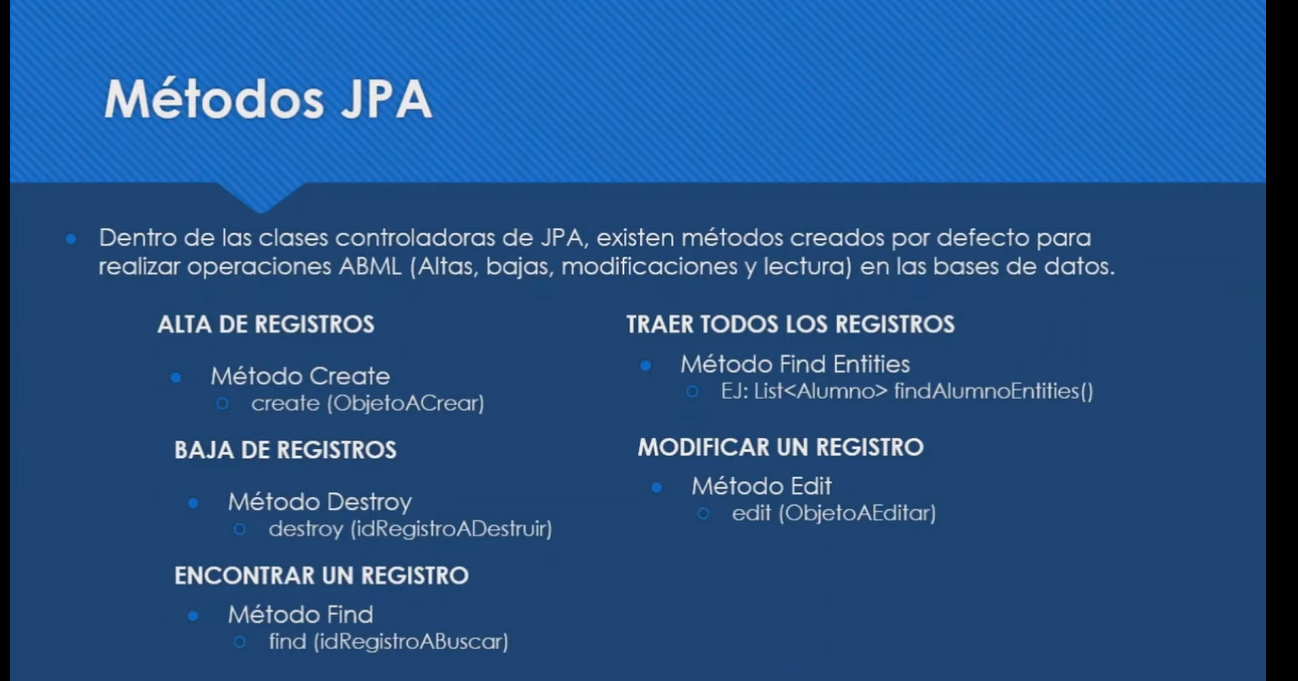 Métodos JPA
Dentro de las clases controladoras de JPA, existen métodos creados por defecto para
realizar operaciones ABML (Altas, bajas, modificaciones y lectura) en las bases de datos.
ALTA DE REGISTROS
Método Create
create (ObjetoACrear)
BAJA DE REGISTROS
Método Destroy
destroy (idRegistroADestruir)
ENCONTRAR UN REGISTRO
Método Find
find (idRegistroABuscar)
TRAER TODOS LOS REGISTROS
Método Find Entities
EJ: List<Alumno> findAlumnoEntities()
MODIFICAR UN REGISTRO
Método Edit
edit (ObjetoAEditar)